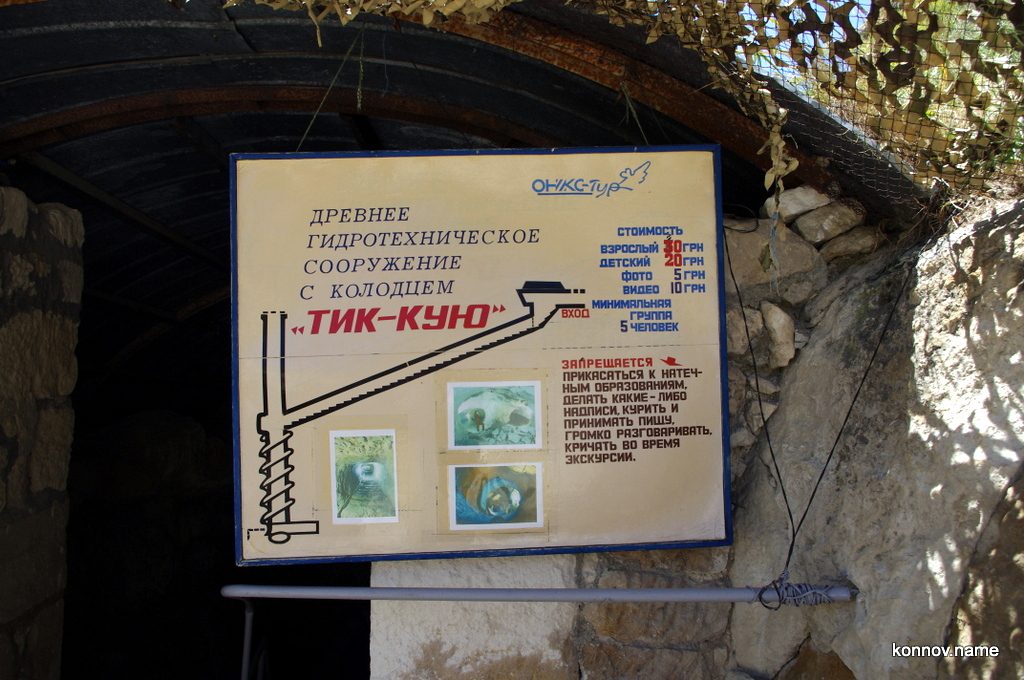 ОНИКС-Тур
ДРЕВНЕЕ
ГИДРОТЕХНИЧЕСКОЕ
СООРУЖЕНИЕ
С КОЛОДЦЕМ
„ТИК-КУЮ”
СТОИМОСТЬ
ВЗРОСЛЫЙ 30 ГРН
ДЕТСКИЙ 20 ГРН
ФОТО 5 ГРН
ВИДЕО 10 ГРН
МИНИМАЛЬНАЯ
ГРУППА
5 ЧЕЛОВЕК
ВХОД
ЗАПРЕЩАЕТСЯ
ПРИКАСАТЬСЯ К НАТЕЧ-
НЫМ ОБРАЗОВАНИЯМ,
ДЕЛАТЬ КАКИЕ-ЛИБО
НАДПИСИ, КУРИТЬ И
ПРИНИМАТЬ ПИЩУ,
ГРОМКО РАЗГОВАРИВАТЬ,
КРИЧАТЬ ВО ВРЕМЯ
ЭКСКУРСИИ.
konnov.name